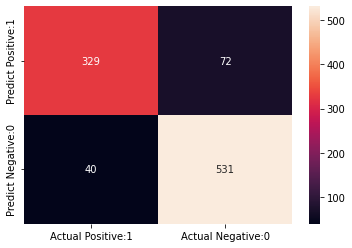 Predict Positive:1
329
72
Predict Negative:0
40
531
Actual Positive:1
Actual Negative:0
500
400
300
200
100